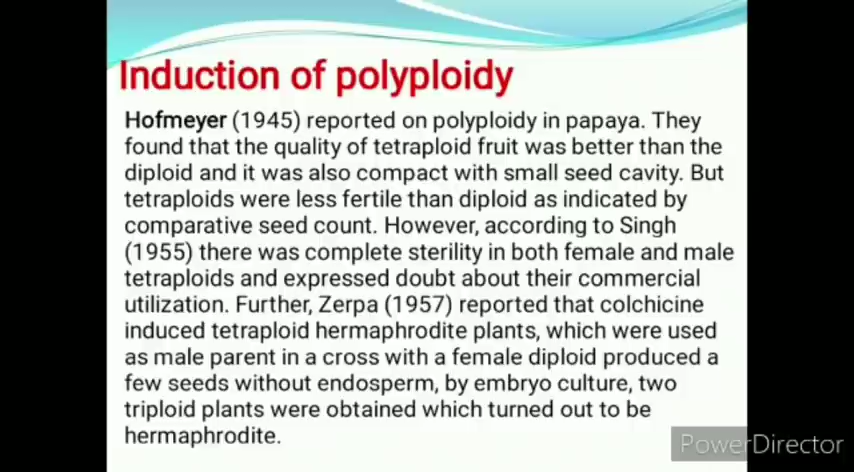 Induction of polyploidy
Hofmeyer (1945) reported on polyploidy in papaya. They
found that the quality of tetraploid fruit was better than the
diploid and it was also compact with small seed cavity. But
tetraploids were less fertile than diploid as indicated by
comparative seed count. However, according to Singh
(1955) there was complete sterility in both female and male
tetraploids and expressed doubt about their commercial
utilization. Further, Zerpa (1957) reported that colchicine
induced tetraploid hermaphrodite plants, which were used
as male parent in a cross with a female diploid produced a
few seeds without endosperm, by embryo culture, two
triploid plants were obtained which turned out to be
hermaphrodite.
PowerDirector